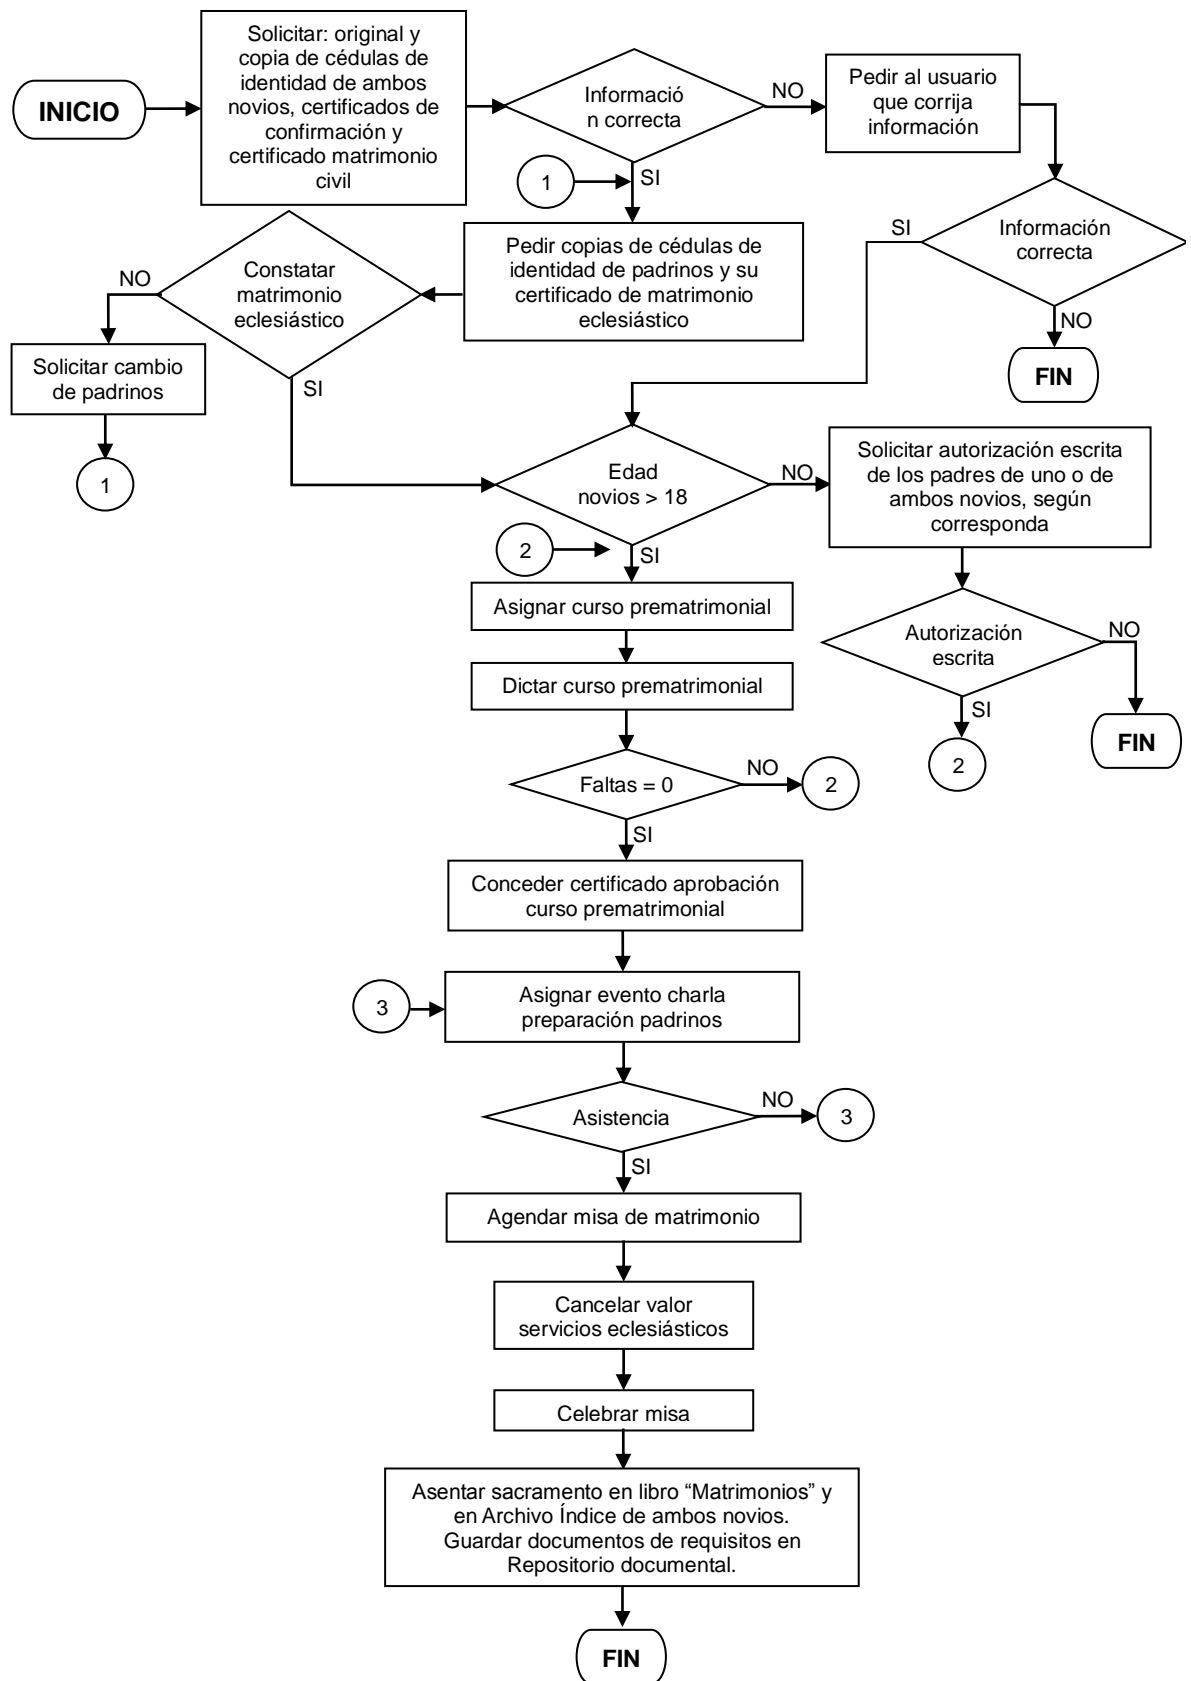 INICIO
Solicitar: original y
copia de cédulas de
identidad de ambos
novios, certificados de
confirmación y
certificado matrimonio
civil
Informació
n correcta
NO
Pedir al usuario
que corrija
información
SI
1
Información
correcta
SI
NO
FIN
Pedir copias de cédulas de
identidad de padrinos y su
certificado de matrimonio
eclesiástico
Constatar
matrimonio
eclesiástico
NO
Solicitar cambio
de padrinos
1
SI
Edad
novios > 18
NO
Solicitar autorización escrita
de los padres de uno o de
ambos novios, según
corresponda
2
SI
Asignar curso prematrimonial
Autorización
escrita
NO
FIN
SI
2
Dictar curso prematrimonial
Faltas = 0
NO
2
SI
Conceder certificado aprobación
curso prematrimonial
3
Asignar evento charla
preparación padrinos
Asistencia
NO
3
SI
Agendar misa de matrimonio
Cancelar valor
servicios eclesiásticos
Celebrar misa
Asentar sacramento en libro “Matrimonios” y
en Archivo Índice de ambos novios.
Guardar documentos de requisitos en
Repositorio documental.
FIN